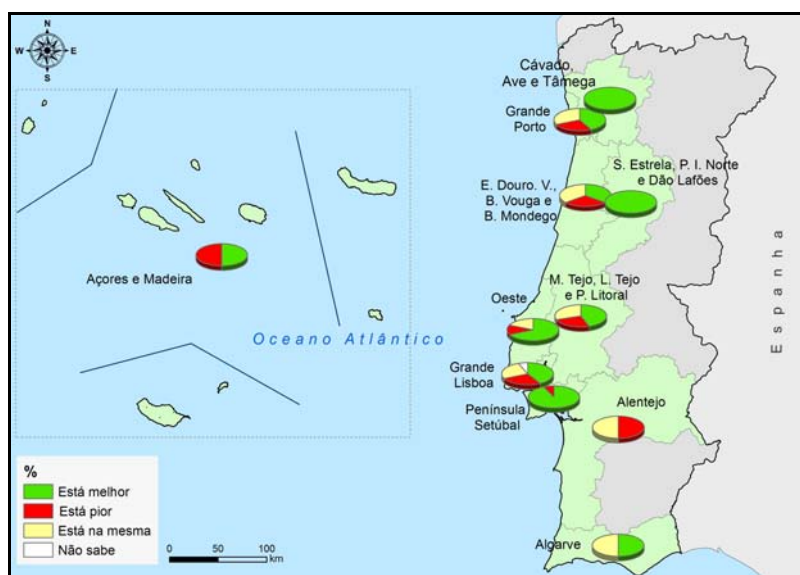 N
W E
S
Cávado,
Ave e Tâmega
Grande
Porto
S. Estrela, P. I. Norte
e Dão Lafões
E. Douro. V.,
B. Vouga e
B. Mondego
Açores e Madeira
M. Tejo, L. Tejo
e P. Litoral
Oeste
Oceano Atlântico
Espanha
Grande
Lisboa
Península
Setúbal
Alentejo
Algarve
%
Está melhor
Está pior
Está na mesma
Não sabe
0 50 100
km